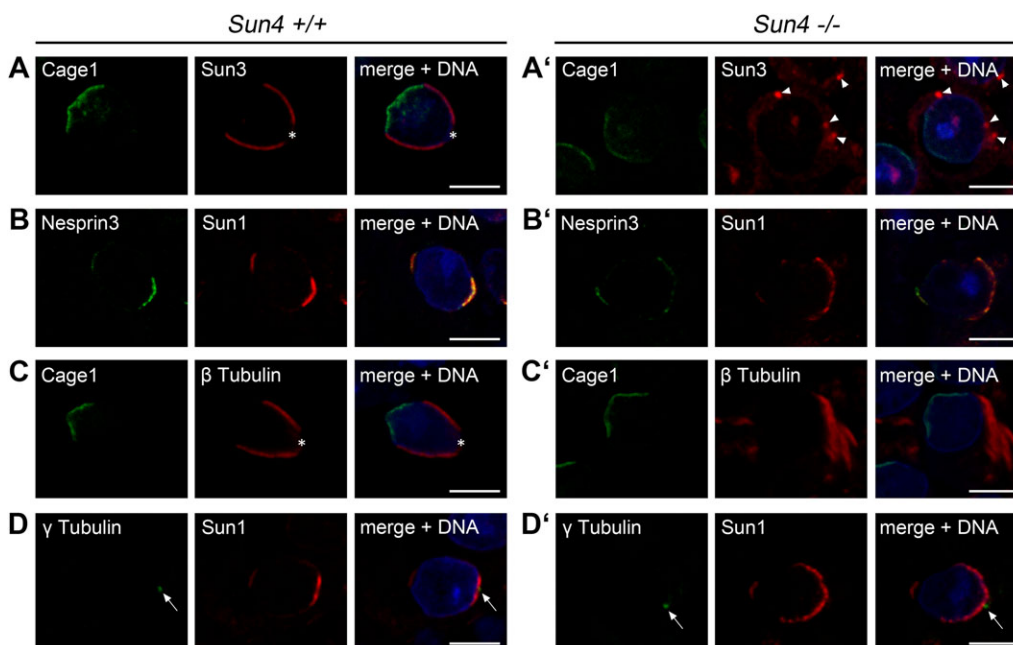 Sun4 +/+
Sun4 -/-
A Cage1 Sun3 merge + DNA A‘ Cage1 Sun3 merge + DNA
* *
B Nesprin3 Sun1 merge + DNA B‘ Nesprin3 Sun1 merge + DNA
C Cage1 β Tubulin merge + DNA C‘ Cage1 β Tubulin merge + DNA
* *
D γ Tubulin Sun1 merge + DNA D‘ γ Tubulin Sun1 merge + DNA